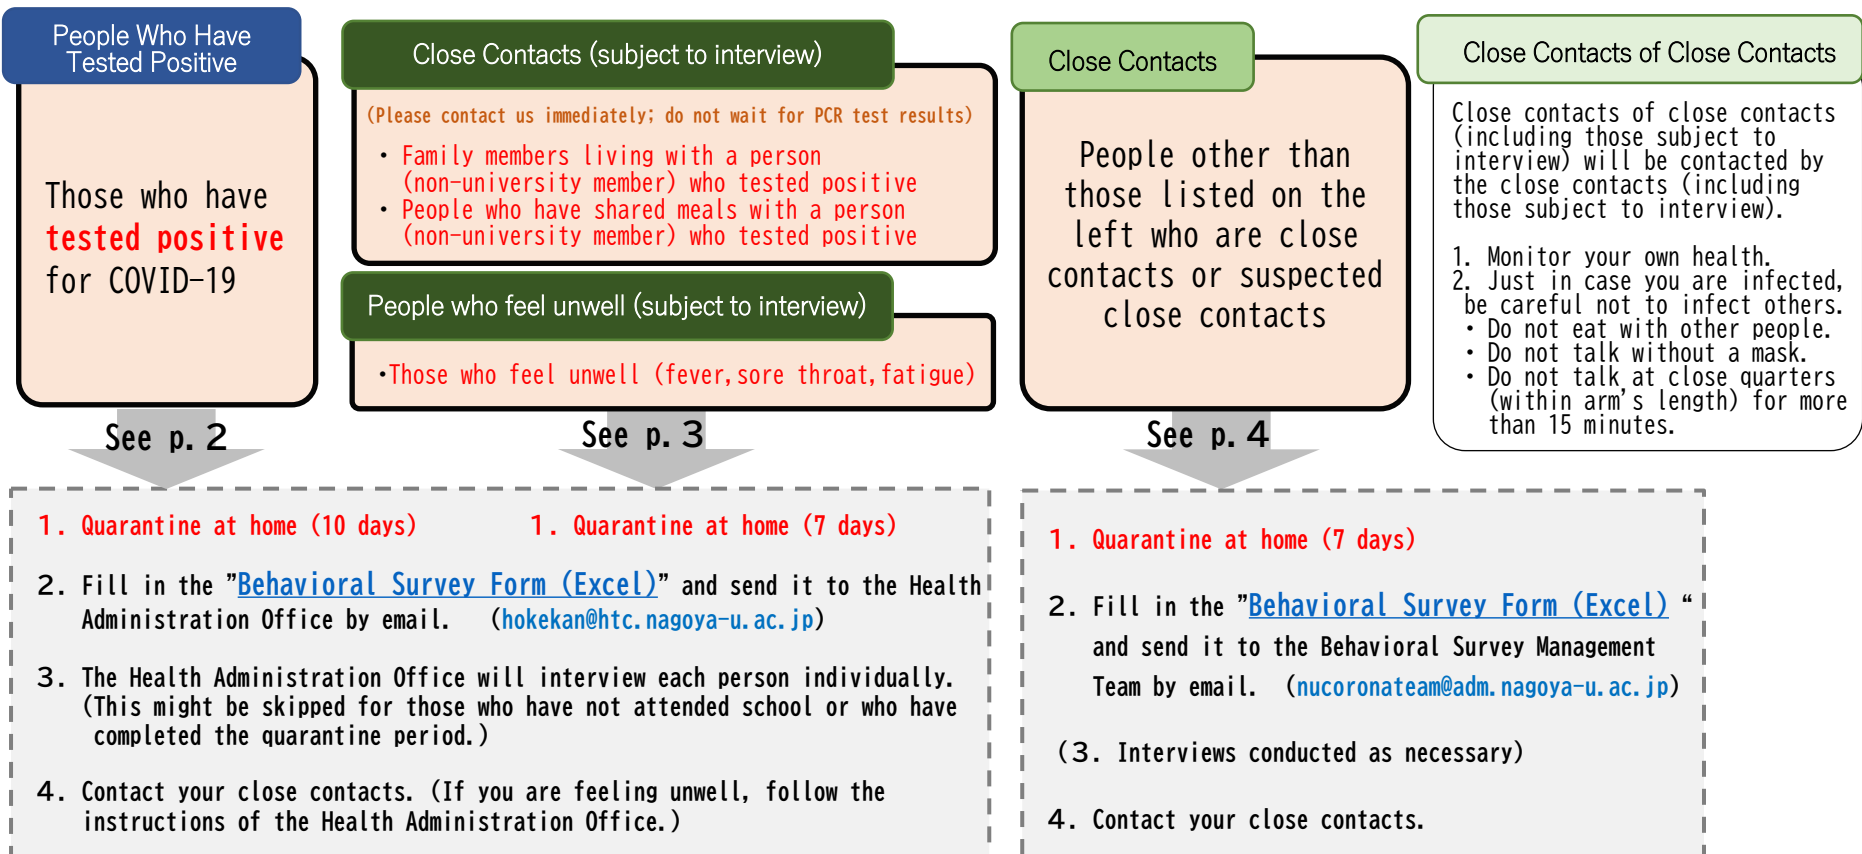 People Who Have
Tested Positive
Those who have
tested positive
for COVID-19
Close Contacts (subject to interview)
(Please contact us immediately; do not wait for PCR test results)
・Family members living with a person
(non-university member) who tested positive
・People who have shared meals with a person
(non-university member) who tested positive
People who feel unwell (subject to interview)
・Those who feel unwell (fever, sore throat, fatigue)
Close Contacts
People other than
those listed on the
left who are close
contacts or suspected
close contacts
Close Contacts of Close Contacts
Close contacts of close contacts
(including those subject to
interview) will be contacted by
the close contacts (including
those subject to interview).
1. Monitor your own health.
2. Just in case you are infected,
be careful not to infect others.
・Do not eat with other people.
・Do not talk without a mask.
・Do not talk at close quarters
(within arm's length) for more
than 15 minutes.
See p. 2
See p. 3
See p. 4
1. Quarantine at home (10 days)
1. Quarantine at home (7 days)
2. Fill in the "Behavioral Survey Form (Excel)" and send it to the Health
Administration Office by email. (hokekan@htc.nagoya-u.ac.jp)
3. The Health Administration Office will interview each person individually.
(This might be skipped for those who have not attended school or who have
completed the quarantine period.)
4. Contact your close contacts. (If you are feeling unwell, follow the
instructions of the Health Administration Office.)
1. Quarantine at home (7 days)
2. Fill in the "Behavioral Survey Form (Excel) "
and send it to the Behavioral Survey Management
Team by email. (nucoronateam@adm.nagoya-u.ac.jp)
(3. Interviews conducted as necessary)
4. Contact your close contacts.